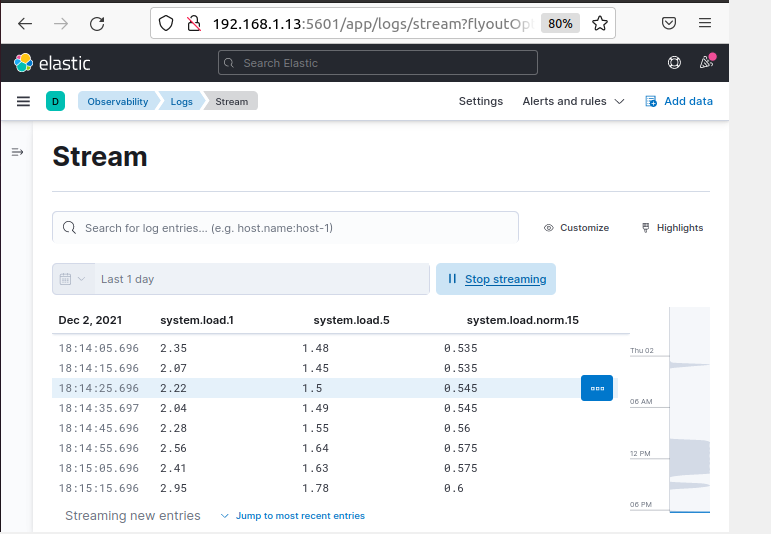 192.168.1.13:5601/app/logs/stream?flyoutOp
80%
elastic
Search Elastic
D
Observability
Logs
Stream
Settings
Alerts and rules
Add data
Stream
Search for log entries... (e.g. host.name:host-1)
Customize
Highlights
Last 1 day
Stop streaming
Dec 2, 2021 system.load.1 system.load.5 system.load.norm.15
18:14:05.696 2.35 1.48 0.535
18:14:15.696 2.07 1.45 0.535
18:14:25.696 2.22 1.5 0.545
18:14:35.697 2.04 1.49 0.545
18:14:45.696 2.28 1.55 0.56
18:14:55.696 2.56 1.64 0.575
18:15:05.696 2.41 1.63 0.575
18:15:15.696 2.95 1.78 0.6
Streaming new entries
Jump to most recent entries
Thu 02
06 AM
12 PM
06 PM